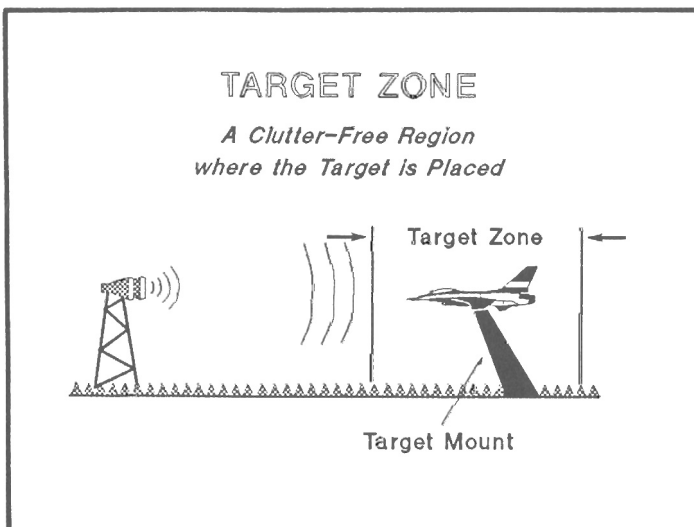 TARGET ZONE
A Clutter-Free Region
where the Target is Placed
Target Zone
Target Mount